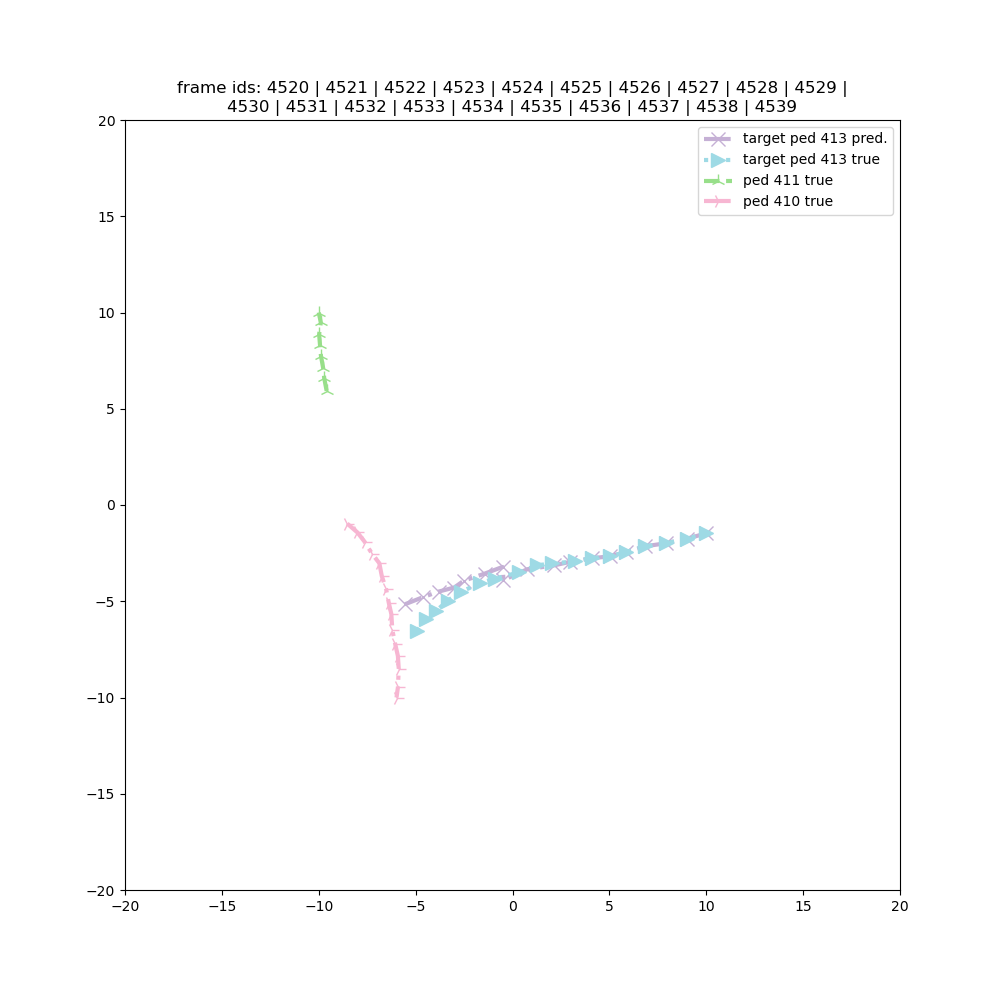 frame ids: 4520 | 4521 | 4522 | 4523 | 4524 | 4525 | 4526 | 4527 | 4528 | 4529 |
4530 | 4531 | 4532 | 4533 | 4534 | 4535 | 4536 | 4537 | 4538 | 4539
target ped 413 pred.
target ped 413 true
ped 411 true
ped 410 true
20
15
10
5
0
−5
−10
−15
−20
−20 −15 −10 −5 0 5 10 15 20